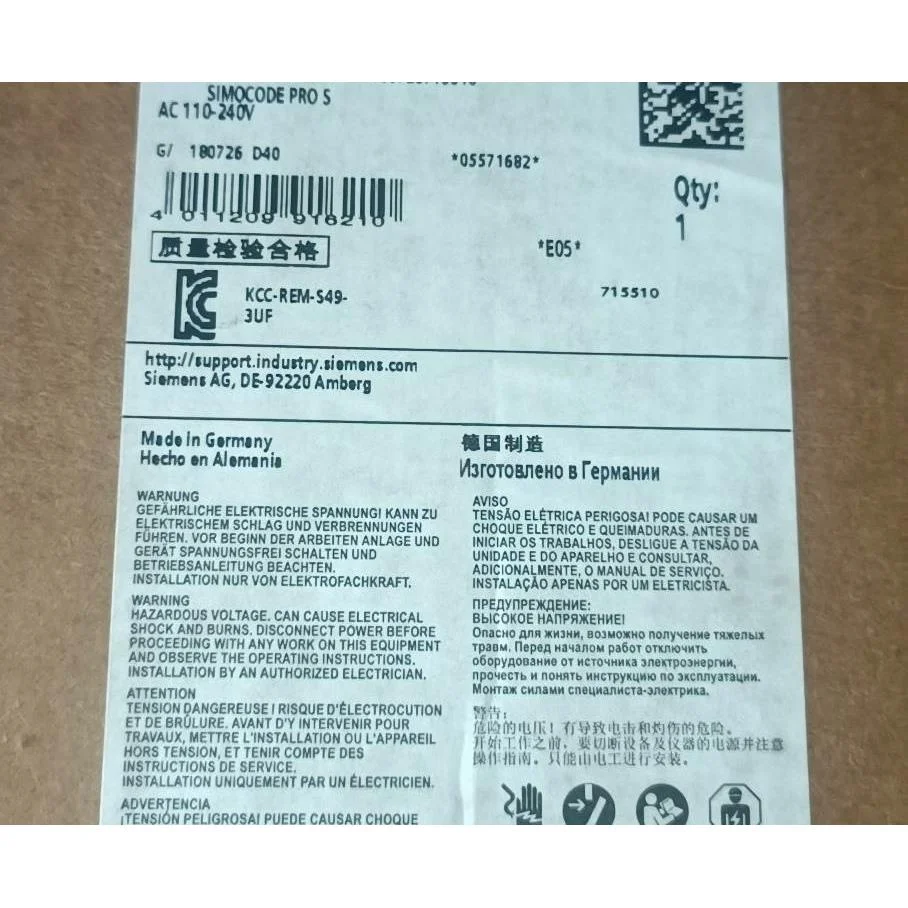 SIMOCODE PRO S
AC 110-240V
G/ 180726 D40
*05571682*
Qty:
1
4 011209 916210
质量检验合格
*E05*
KCC-REM-S49-
3UF
715510
http://support.industry.siemens.com
Siemens AG, DE-92220 Amberg
Made in Germany
Hecho en Alemania
德国制造
Изготовлено в Германии
WARNUNG
GEFÄHRLICHE ELEKTRISCHE SPANNUNG! KANN ZU
ELEKTRISCHEM SCHLAG UND VERBRENNUNGEN
FÜHREN. VOR BEGINN DER ARBEITEN ANLAGE UND
GERÄT SPANNUNGSFREI SCHALTEN UND
BETRIEBSANLEITUNG BEACHTEN.
INSTALLATION NUR VON ELEKTROFACHKRAFT.
WARNING
HAZARDOUS VOLTAGE. CAN CAUSE ELECTRICAL
SHOCK AND BURNS. DISCONNECT POWER BEFORE
PROCEEDING WITH ANY WORK ON THIS EQUIPMENT
AND OBSERVE THE OPERATING INSTRUCTIONS.
INSTALLATION BY AN AUTHORIZED ELECTRICIAN.
ATTENTION
TENSION DANGEREUSE ! RISQUE D'ÉLECTROCUTION
ET DE BRÛLURE. AVANT D'Y INTERVENIR POUR
TRAVAUX, METTRE L'INSTALLATION OU L'APPAREIL
HORS TENSION, ET TENIR COMPTE DES
INSTRUCTIONS DE SERVICE.
INSTALLATION UNIQUEMENT PAR UN ÉLECTRICIEN.
ADVERTENCIA
¡TENSIÓN PELIGROSA! PUEDE CAUSAR CHOQUE
AVISO
TENSÃO ELÉTRICA PERIGOSA! PODE CAUSAR UM
CHOQUE ELÉTRICO E QUEIMADURAS. ANTES DE
INICIAR OS TRABALHOS, DESLIGUE A TENSÃO DA
UNIDADE E DO APARELHO E CONSULTAR,
ADICIONALMENTE, O MANUAL DE SERVIÇO.
INSTALAÇÃO APENAS POR UM ELETRICISTA.
ПРЕДУПРЕЖДЕНИЕ:
ВЫСОКОЕ НАПРЯЖЕНИЕ!
Опасно для жизни, возможно получение тяжелых
травм. Перед началом работ отключить
оборудование от источника электроэнергии,
прочесть и понять инструкцию по эксплуатации.
Монтаж силами специалиста-электрика.
警告:
危险的电压！有导致电击和灼伤的危险。
开始工作之前，要切断设备及仪器的电源并注意
操作指南。只能由电工进行安装。